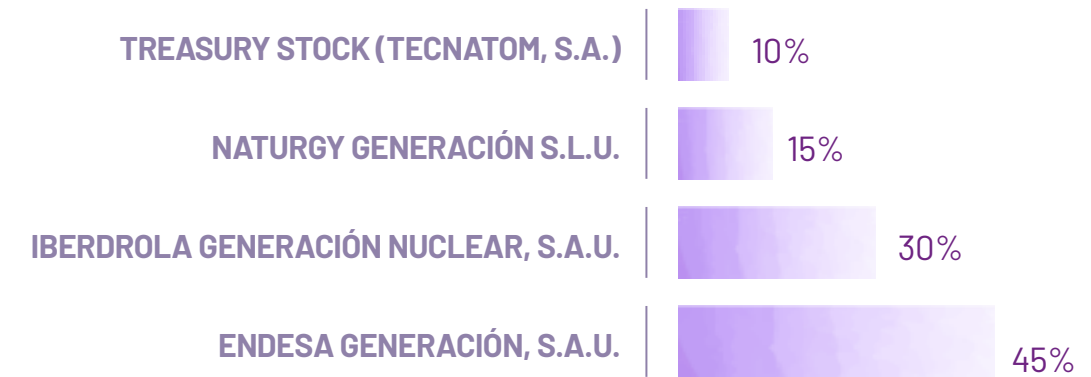 TREASURY STOCK (TECNATOM, S.A.) 10%
NATURGY GENERACIÓN S.L.U. 15%
IBERDROLA GENERACIÓN NUCLEAR, S.A.U. 30%
ENDESA GENERACIÓN, S.A.U. 45%